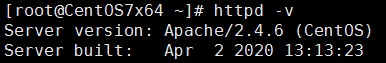 [root@CentOS7x64 ~]# httpd -v
Server version: Apache/2.4.6 (CentOS)
Server built:   Apr  2 2020 13:13:23